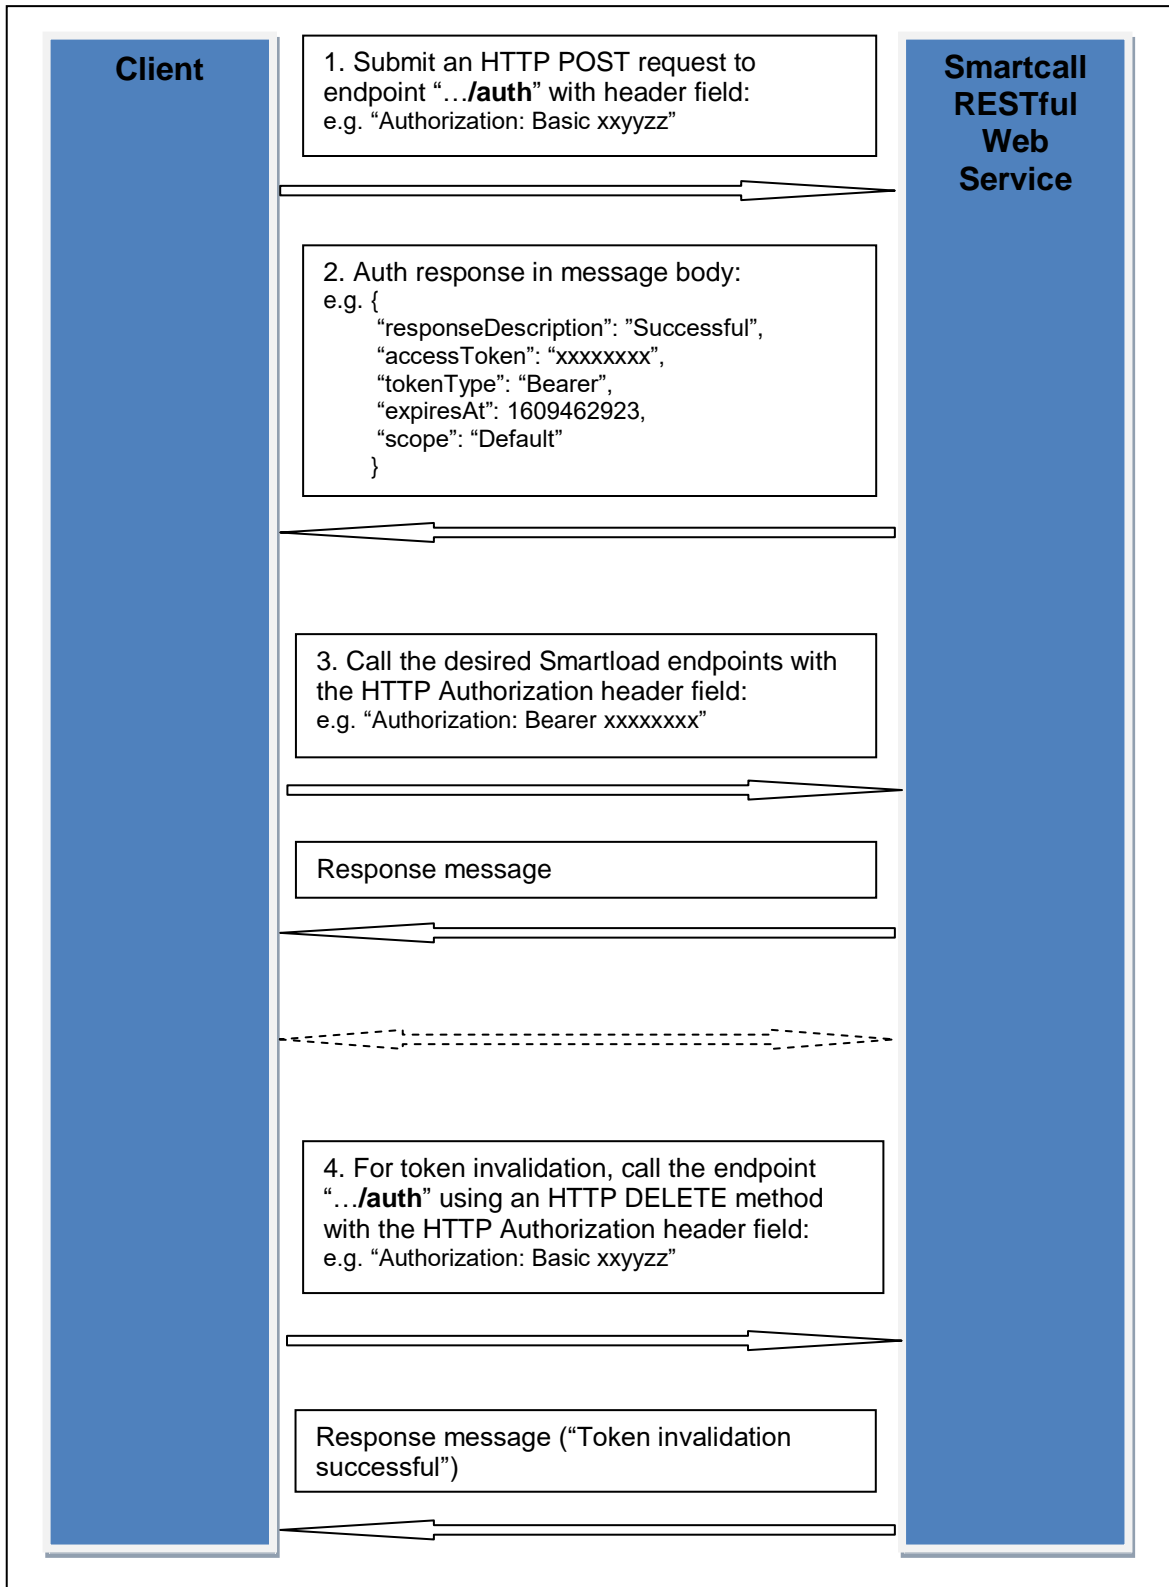 Client
Smartcall
RESTful
Web
Service
1. Submit an HTTP POST request to
endpoint “…/auth” with header field:
e.g. “Authorization: Basic xxyyzz”
2. Auth response in message body:
e.g. {
“responseDescription”: ”Successful”,
“accessToken”: “xxxxxxxx”,
“tokenType”: “Bearer”,
“expiresAt”: 1609462923,
“scope”: “Default”
}
3. Call the desired Smartload endpoints with
the HTTP Authorization header field:
e.g. “Authorization: Bearer xxxxxxxx”
Response message
4. For token invalidation, call the endpoint
“…/auth” using an HTTP DELETE method
with the HTTP Authorization header field:
e.g. “Authorization: Basic xxyyzz”
Response message (“Token invalidation
successful”)